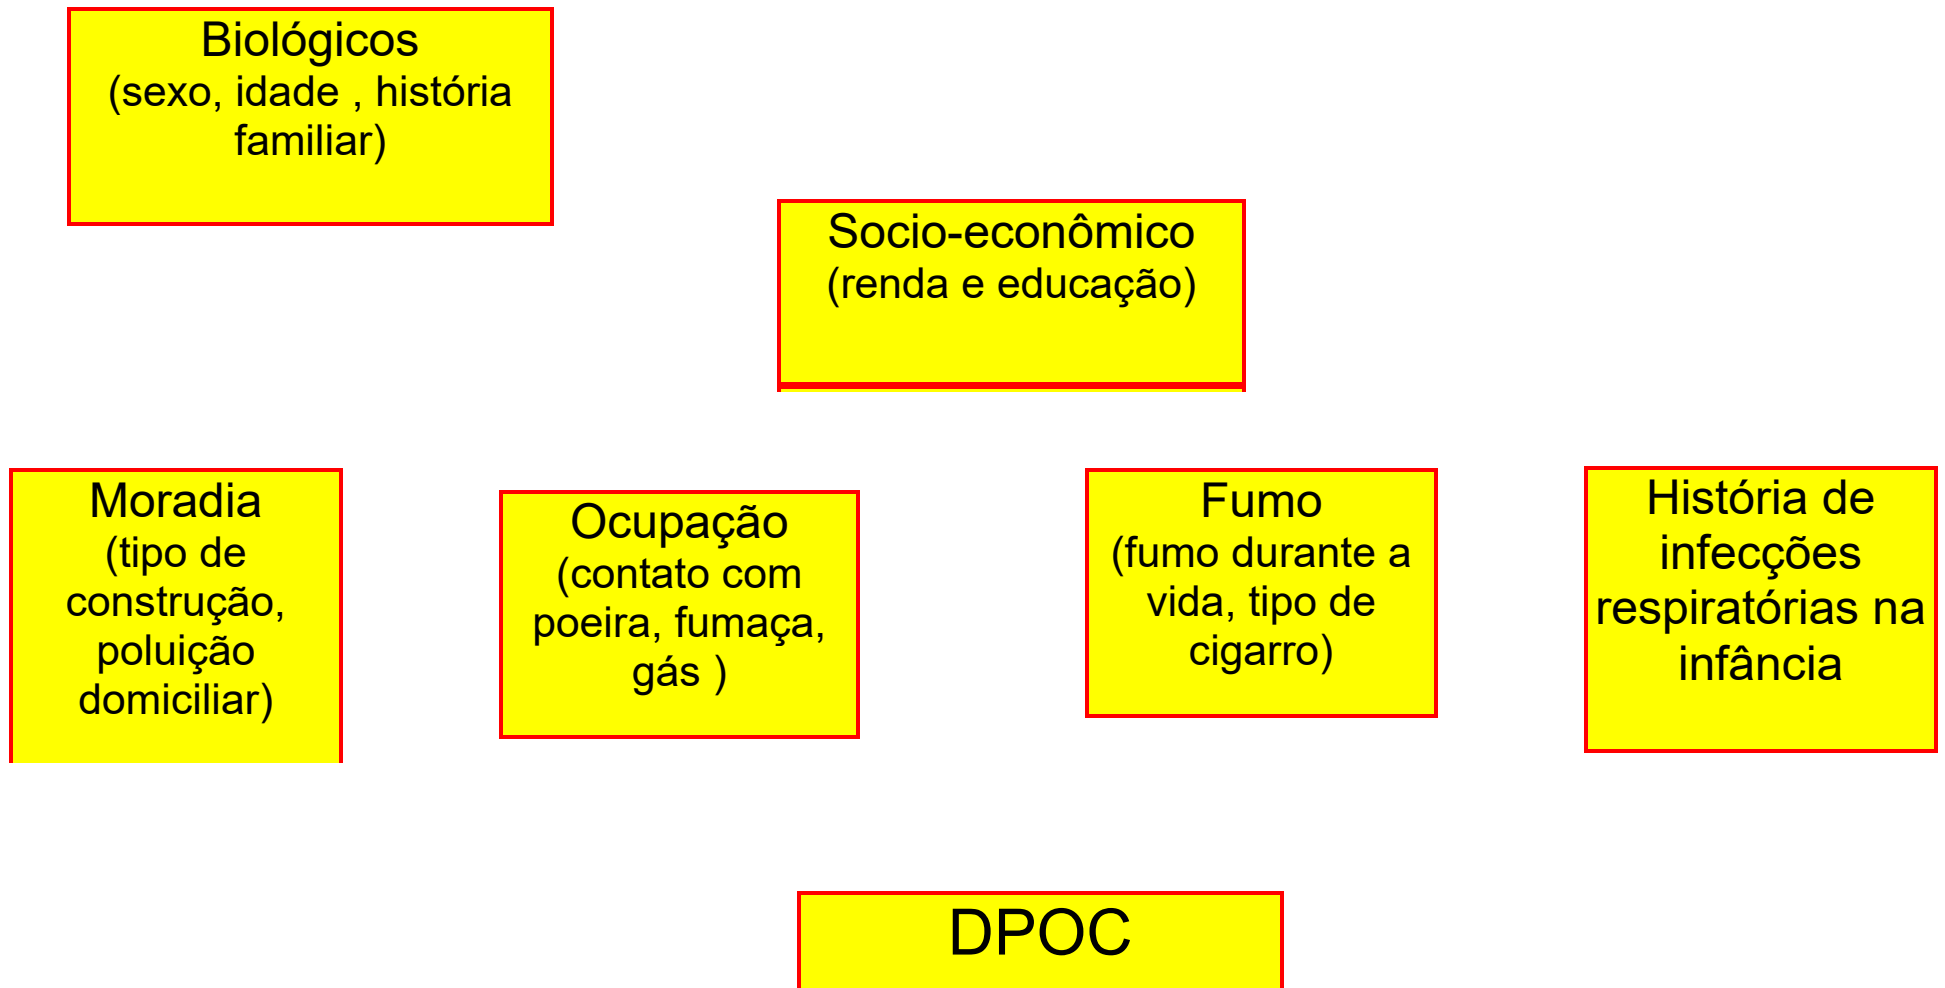 Biológicos
(sexo, idade , história
familiar)
Socio-econômico
(renda e educação)
Moradia
(tipo de
construção,
poluição
domiciliar)
Ocupação
(contato com
poeira, fumaça,
gás )
Fumo
(fumo durante a
vida, tipo de
cigarro)
História de
infecções
respiratórias na
infância
DPOC